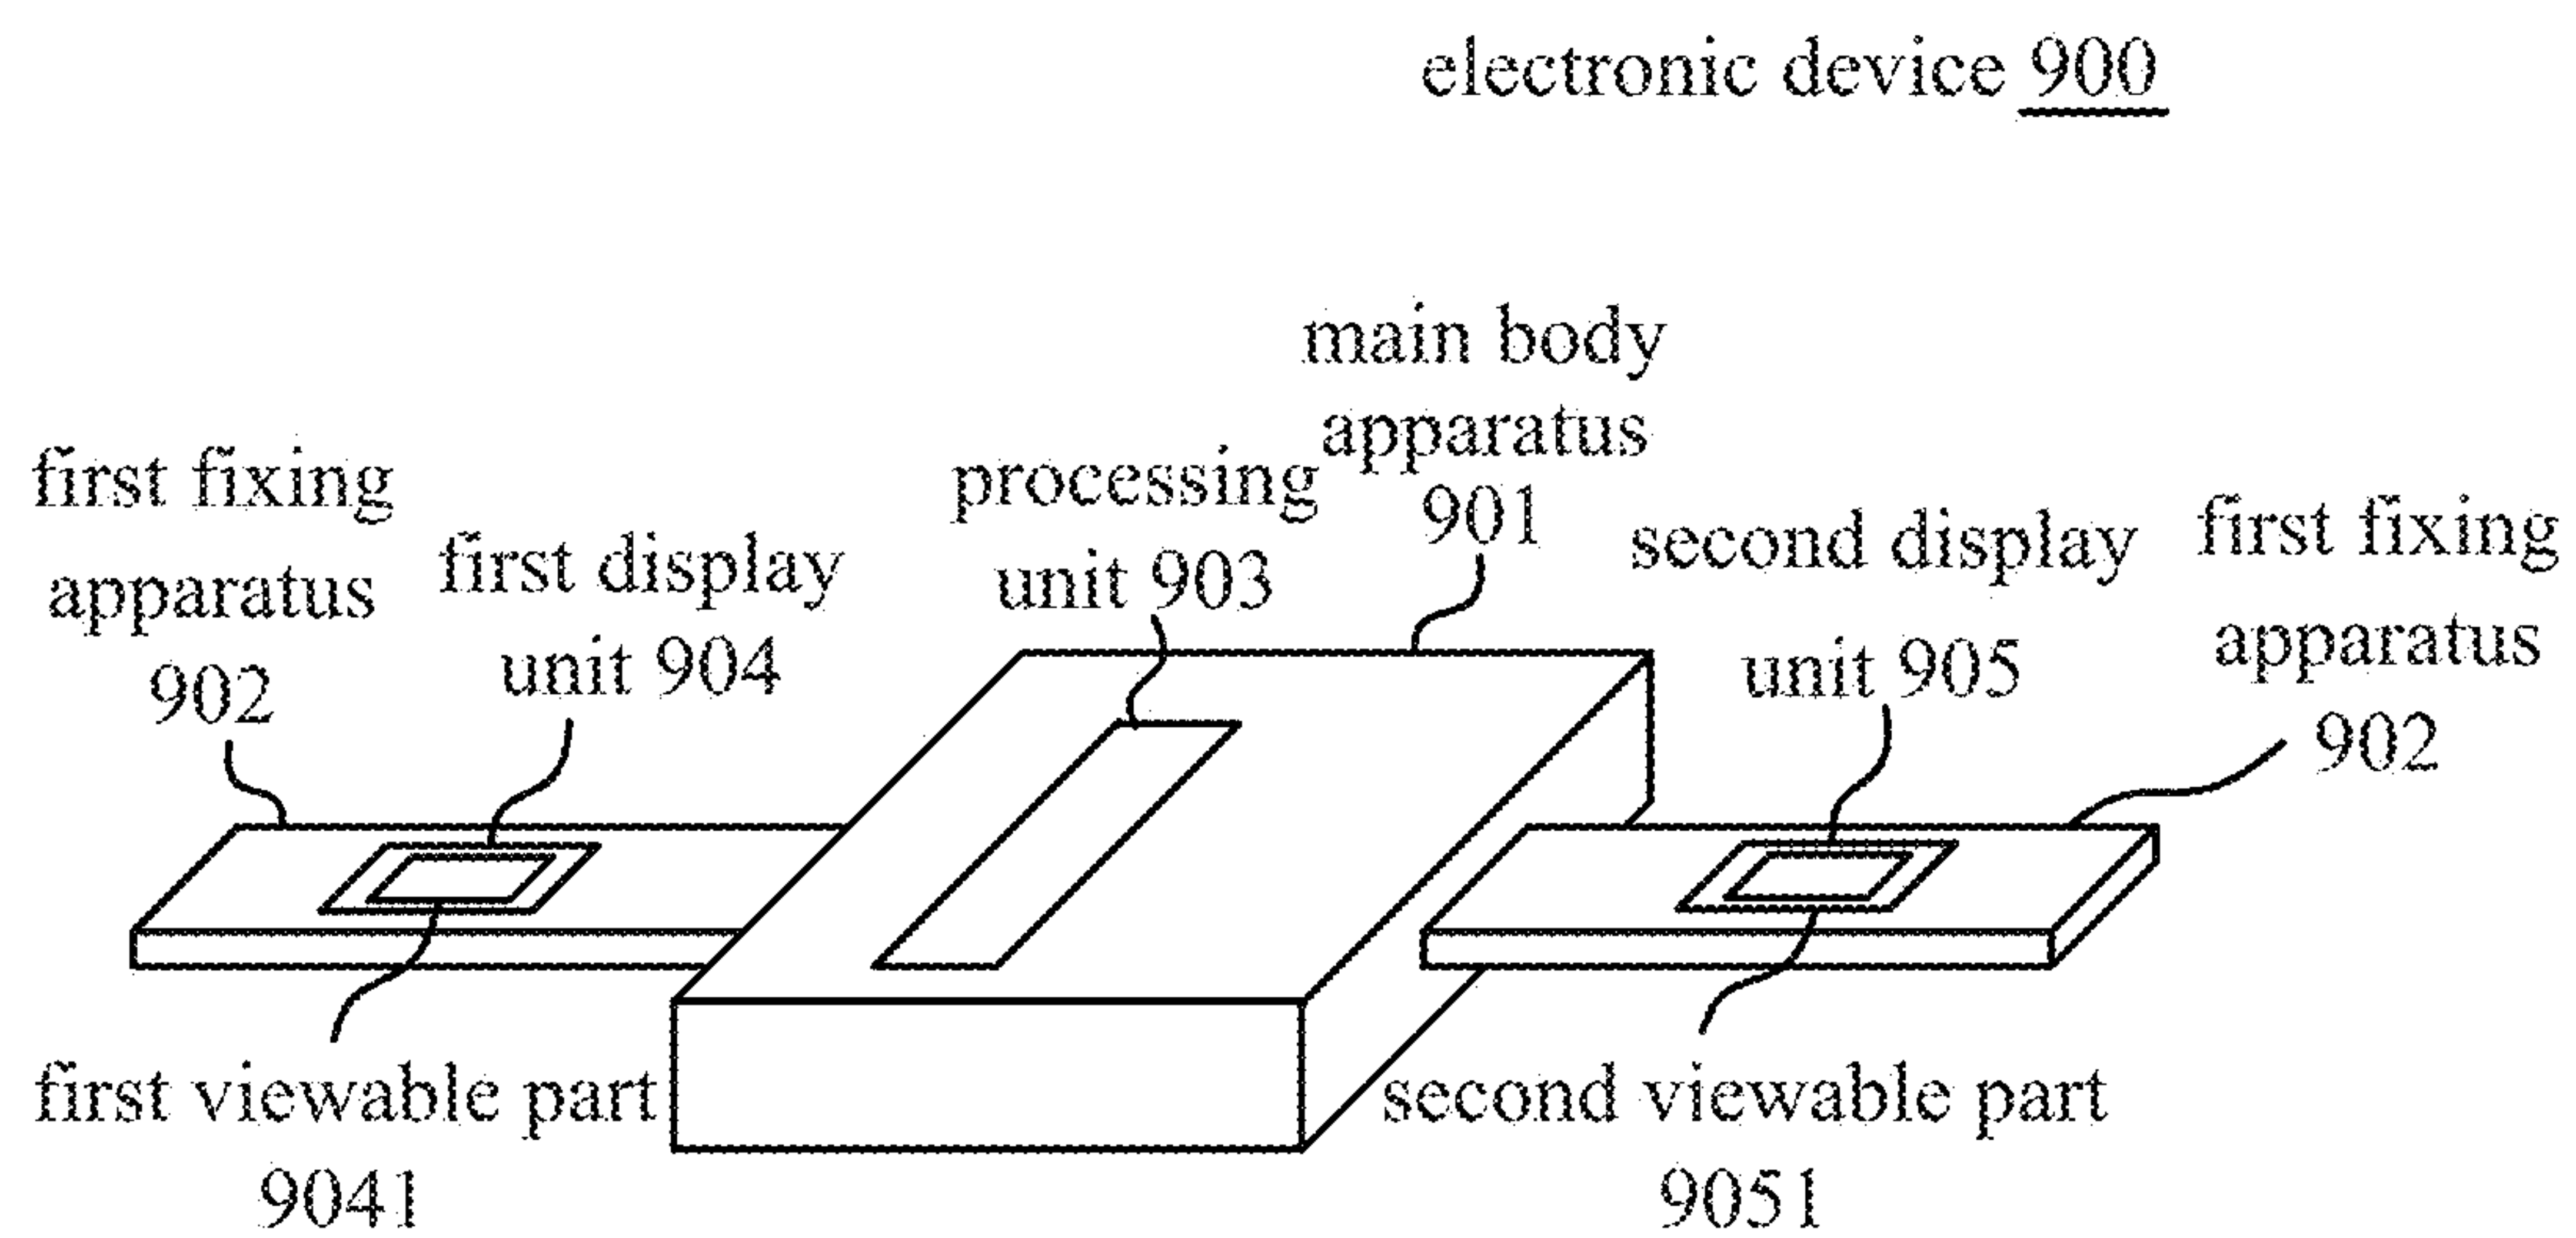 electronic device 900
main body
apparatus
901
first fixing
apparatus
902
first display
unit 904
processing
unit 903
second display
unit 905
first fixing
apparatus
902
first viewable part
9041
second viewable part
9051